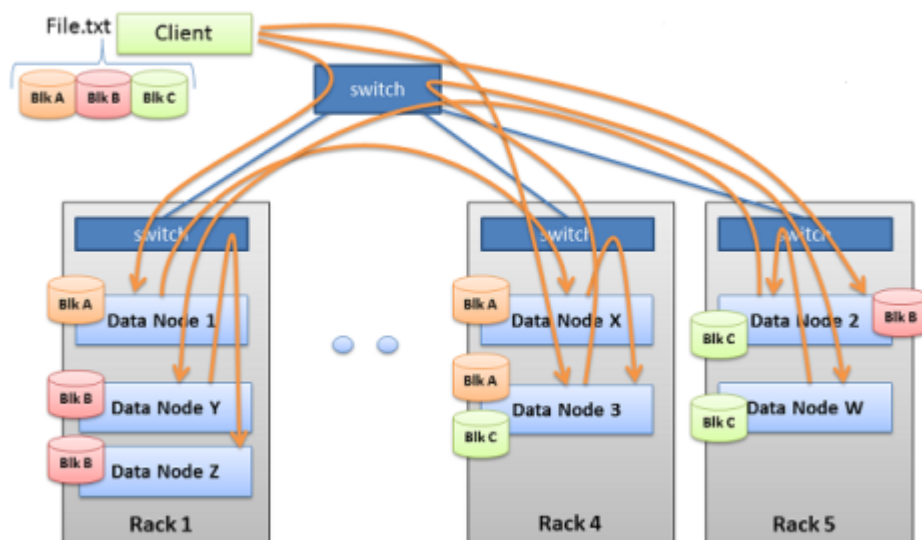 File.txt
Client
Blk A
Blk B
Blk C
switch
switch
Blk A
Data Node 1
Blk B
Data Node Y
Blk B
Data Node Z
Rack 1
switch
Blk A
Data Node X
Blk A
Data Node 3
Blk C
Rack 4
switch
Data Node 2
Blk B
Blk C
Data Node W
Blk C
Rack 5